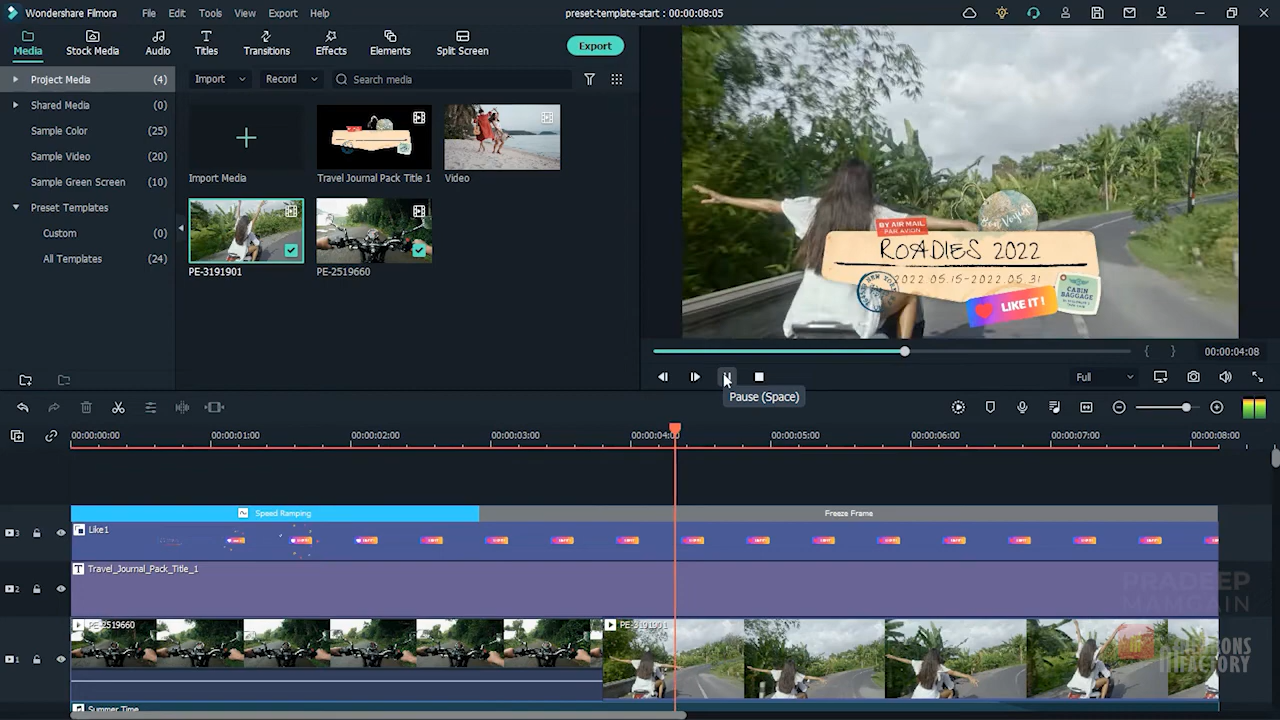 Wondershare Filmora File Edit Tools View Export Help preset-template-start : 00:00:08:05
Media Stock Media Audio Titles Transitions Effects Elements Split Screen Export
Project Media (4) Import Record Search media
Shared Media (0)
Sample Color (25)
Sample Video (20)
Sample Green Screen (10)
Preset Templates
Custom (0)
All Templates (24)
Import Media Travel Journal Pack Title 1 Video
PE-3191901 PE-2519660
BY AIR MAIL
PAR AVION
ROADIES 2022
2022 05.15-2022.05.31
LIKE IT !
CABIN
BAGGAGE
00:00:04:08
Full
Pause (Space)
00:00:00:00 00:00:01:00 00:00:02:00 00:00:03:00 00:00:04:00 00:00:05:00 00:00:06:00 00:00:07:00 00:00:08:00
Speed Ramping Freeze Frame
3 Like1
2 T Travel_Journal_Pack_Title_1
PRADEEP
MAMGAIN
1 PE-2519660 PE-3191901
FACTORY
Summer Time